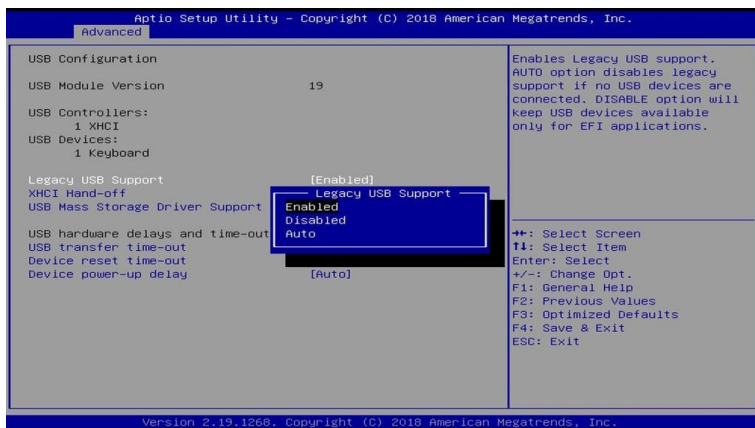 Aptio Setup Utility – Copyright (C) 2018 American Megatrends, Inc.
Advanced
USB Configuration
USB Module Version 19
USB Controllers:
1 XHCI
USB Devices:
1 Keyboard
Legacy USB Support [Enabled]
XHCI Hand-off
USB Mass Storage Driver Support
USB hardware delays and time-out
USB transfer time-out
Device reset time-out
Device power-up delay [Auto]
Legacy USB Support
Enabled
Disabled
Auto
Enables Legacy USB support.
AUTO option disables legacy
support if no USB devices are
connected. DISABLE option will
keep USB devices available
only for EFI applications.
→←: Select Screen
↑↓: Select Item
Enter: Select
+/-: Change Opt.
F1: General Help
F2: Previous Values
F3: Optimized Defaults
F4: Save & Exit
ESC: Exit
Version 2.19.1268. Copyright (C) 2018 American Megatrends, Inc.